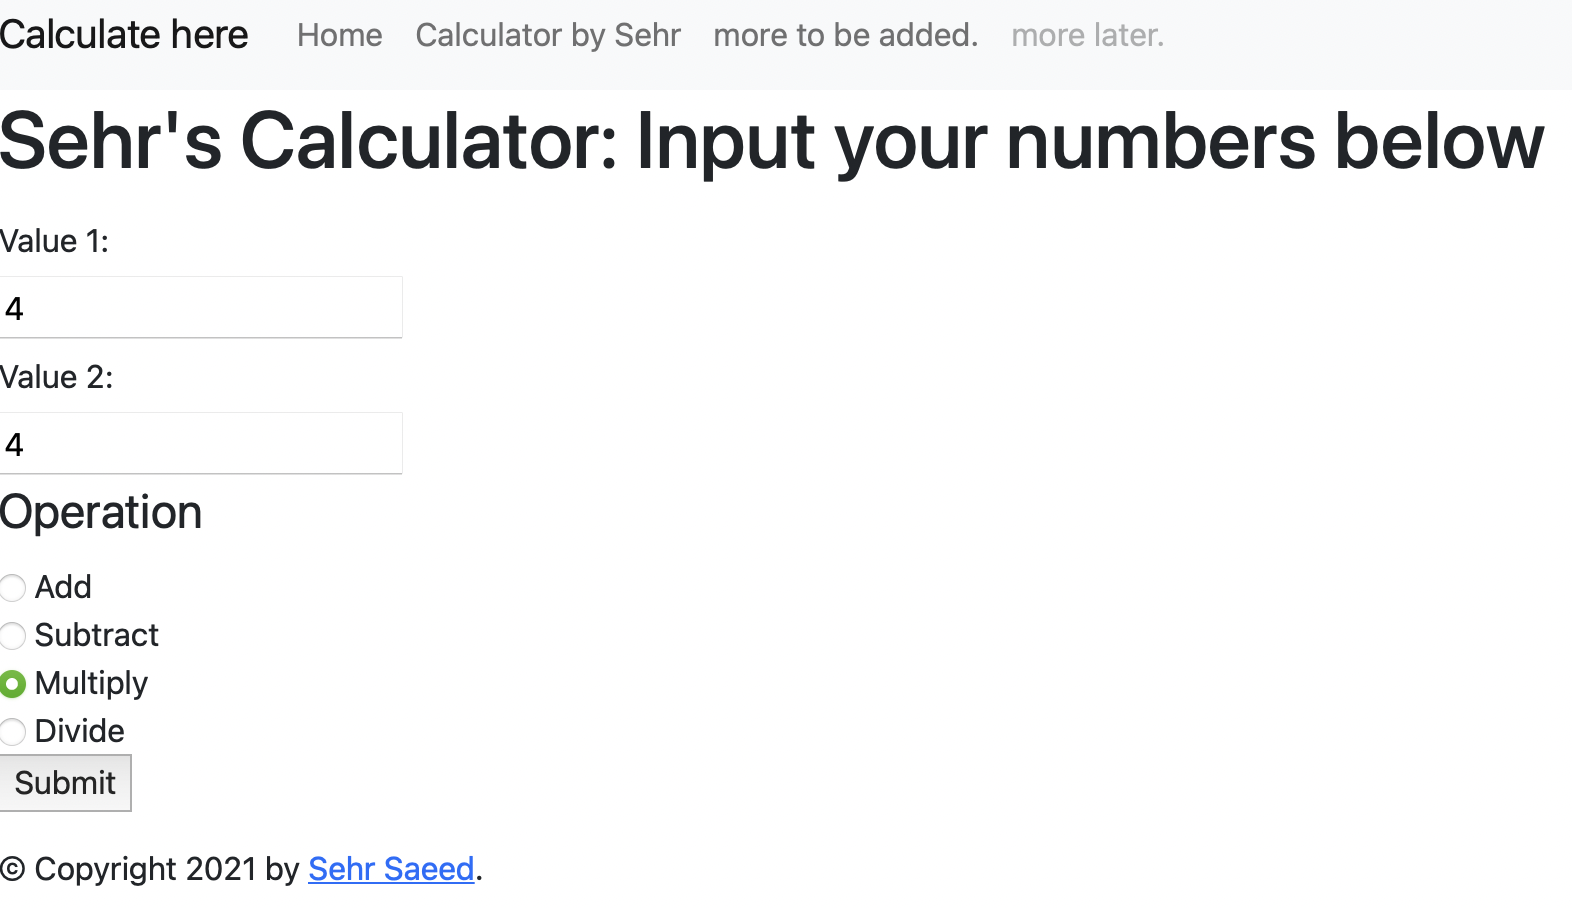 Calculate here Home Calculator by Sehr more to be added. more later.
Sehr's Calculator: Input your numbers below
Value 1:
4
Value 2:
4
Operation
Add
Subtract
Multiply
Divide
Submit
© Copyright 2021 by Sehr Saeed.